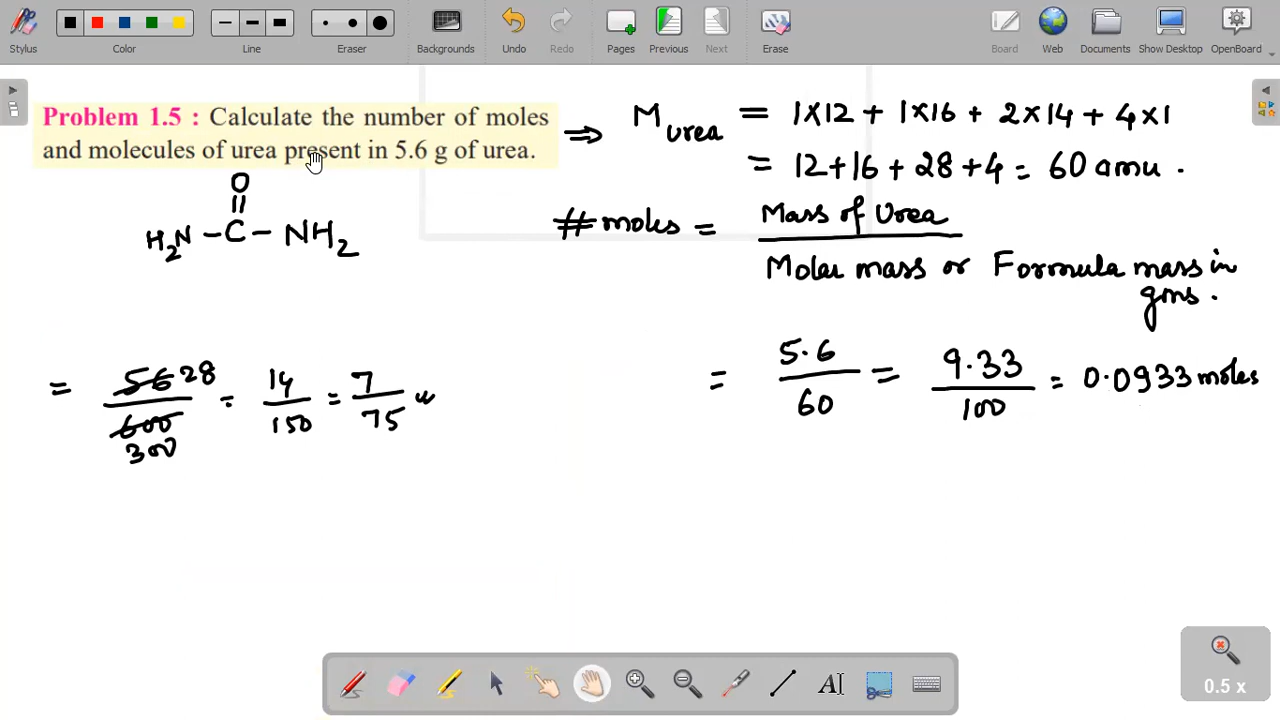 Stylus
Color
Line
Eraser
Backgrounds
Undo
Redo
Pages
Previous
Next
Erase
Board
Web
Documents
Show Desktop
OpenBoard
Problem 1.5 : Calculate the number of moles
and molecules of urea present in 5.6 g of urea.
⇒ M urea = 1×12 + 1×16 + 2×14 + 4×1
= 12+16+28+4 = 60 amu.
O
||
H2N – C – NH2
# moles = Mass of Urea
Molar mass or Formula mass in
gms.
= 5.6/60 = 9.33/100 = 0.0933 moles
= 56 28/600 300 = 14/150 = 7/75
AI
0.5 x